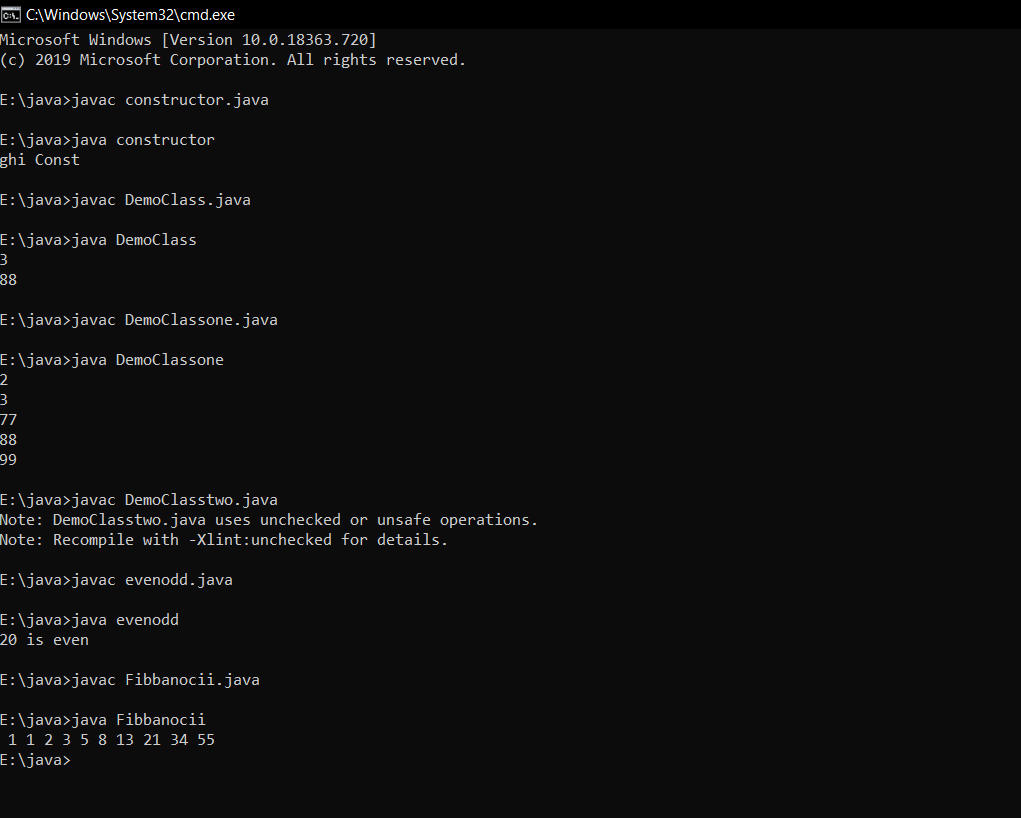 C:\Windows\System32\cmd.exe
Microsoft Windows [Version 10.0.18363.720]
(c) 2019 Microsoft Corporation. All rights reserved.
E:\java>javac constructor.java
E:\java>java constructor
ghi Const
E:\java>javac DemoClass.java
E:\java>java DemoClass
3
88
E:\java>javac DemoClassone.java
E:\java>java DemoClassone
2
3
77
88
99
E:\java>javac DemoClasstwo.java
Note: DemoClasstwo.java uses unchecked or unsafe operations.
Note: Recompile with -Xlint:unchecked for details.
E:\java>javac evenodd.java
E:\java>java evenodd
20 is even
E:\java>javac Fibbanocii.java
E:\java>java Fibbanocii
 1 1 2 3 5 8 13 21 34 55
E:\java>